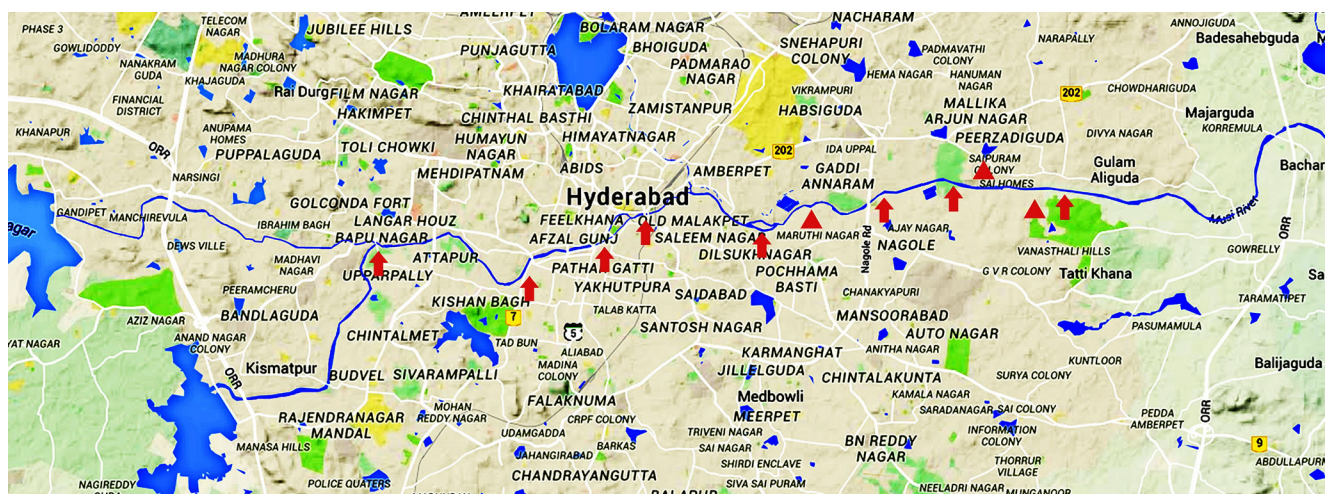 TELECOM
NAGAR
AMEERPET
BOLARAM NAGAR
NACHARAM
ANNOJIGUDA
PHASE 3
JUBILEE HILLS
BHOIGUDA
SNEHAPURI
COLONY
NARAPALLY
Badesahebguda
GOWLIDODDY
MADHURA
NAGAR COLONY
PUNJAGUTTA
PADMARAO
NAGAR
PADMAVATHI
COLONY
NANAKRAM
GUDA
KHAJAGUDA
HEMA NAGAR
HANUMAN
NAGAR
CHOWDHARIGUDA
FINANCIAL
DISTRICT
Rai Durg
FILM NAGAR
KHAIRATABAD
VIKRAMPURI
202
HAKIMPET
ZAMISTANPUR
HABSIGUDA
MALLIKA
ARJUN NAGAR
Majarguda
KHANAPUR
ANUPAMA
HOMES
CHINTHAL BASTHI
KORREMULA
ORR
PUPPALAGUDA
TOLI CHOWKI
HUMAYUN
NAGAR
HIMAYATNAGAR
202
IDA UPPAL
PEERZADIGUDA
DIVYA NAGAR
NARSINGI
MEHDIPATNAM
ABIDS
AMBERPET
GADDI
ANNARAM
SAIPURAM
COLONY
SAI HOMES
Gulam
Aliguda
Bachar
Hyderabad
GANDIPET
MANCHIREVULA
GOLCONDA FORT
LANGAR HOUZ
BAPU NAGAR
IBRAHIM BAGH
FEELKHANA
AFZAL GUNJ
OLD MALAKPET
SALEEM NAGAR
MARUTHI NAGAR
Nagole Rd
AJAY NAGAR
NAGOLE
Musi River
ORR
nagar
DEWS VILLE
ATTAPUR
DILSUKHNAGAR
VANASTHALI HILLS
GOWRELLY
MADHAVI
NAGAR
UPPARPALLY
PATHARGATTI
POCHHAMA
BASTI
G V R COLONY
Tatti Khana
PEERAMCHERU
YAKHUTPURA
SAIDABAD
CHANAKYAPURI
TARAMATIPET
AZIZ NAGAR
BANDLAGUDA
KISHAN BAGH
7
TALAB KATTA
SANTOSH NAGAR
MANSOORABAD
PASUMAMULA
YAT NAGAR
ANAND NAGAR
COLONY
CHINTALMET
TAD BUN
5
ALIABAD
AUTO NAGAR
ANITHA NAGAR
KARMANGHAT
KUNTLOOR
Kismatpur
MADINA
COLONY
JILLELGUDA
SURYA COLONY
Balijaguda
ORR
BUDVEL
SIVARAMPALLI
CHINTALAKUNTA
FALAKNUMA
Medbowli
KAMALA NAGAR
ORR
RAJENDRANAGAR
MANDAL
MOHAN
REDDY NAGAR
CRPF COLONY
MEERPET
SARADANAGAR
SAI COLONY
PEDDA
AMBERPET
UDAMGADDA
TRIVENI NAGAR
INFORMATION
COLONY
MANASA HILLS
BARKAS
SAI NAGAR
BN REDDY
NAGAR
9
JAHANGIRABAD
SHIRDI ENCLAVE
THORRUR
VILLAGE
ABDULLAPURM
NAGIREDDY
POLICE QUATERS
CHANDRAYANGUTTA
SIVA SAI PURAM
NEELADRI NAGAR
MUNGANOOR
BALAPUR